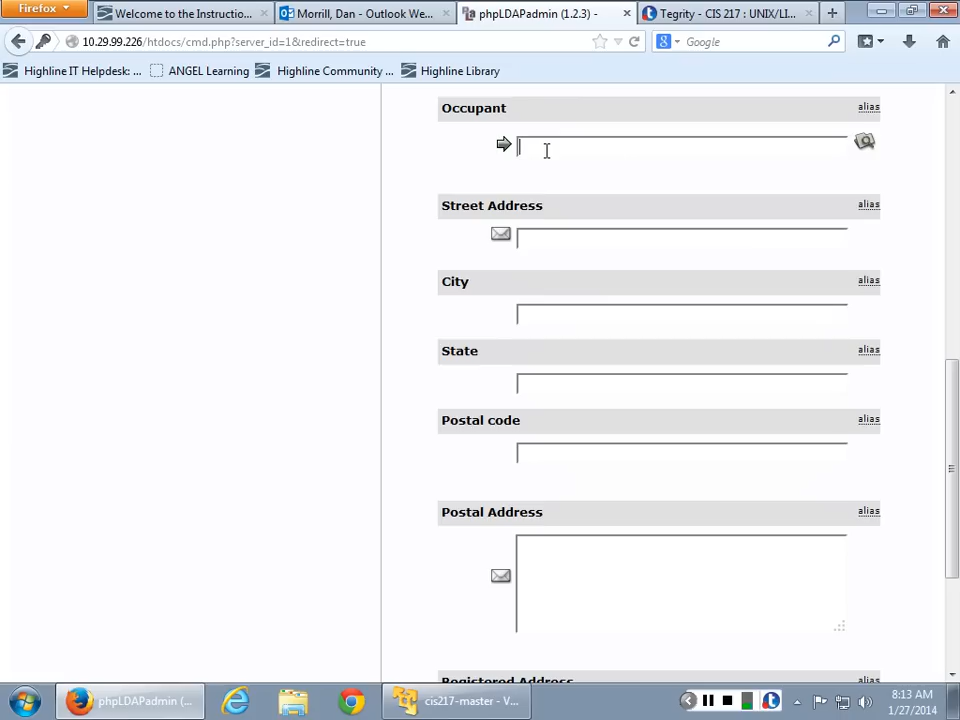 Firefox
Welcome to the Instructio...
Morrill, Dan - Outlook We...
phpLDAPadmin (1.2.3) -
Tegrity - CIS 217 : UNIX/LI...
10.29.99.226/htdocs/cmd.php?server_id=1&redirect=true
Google
Highline IT Helpdesk: ...
ANGEL Learning
Highline Community ...
Highline Library
Occupant
alias
Street Address
alias
City
alias
State
alias
Postal code
alias
Postal Address
alias
Registered Address
alias
phpLDAPadmin (...
cis217-master - V...
8:13 AM
1/27/2014